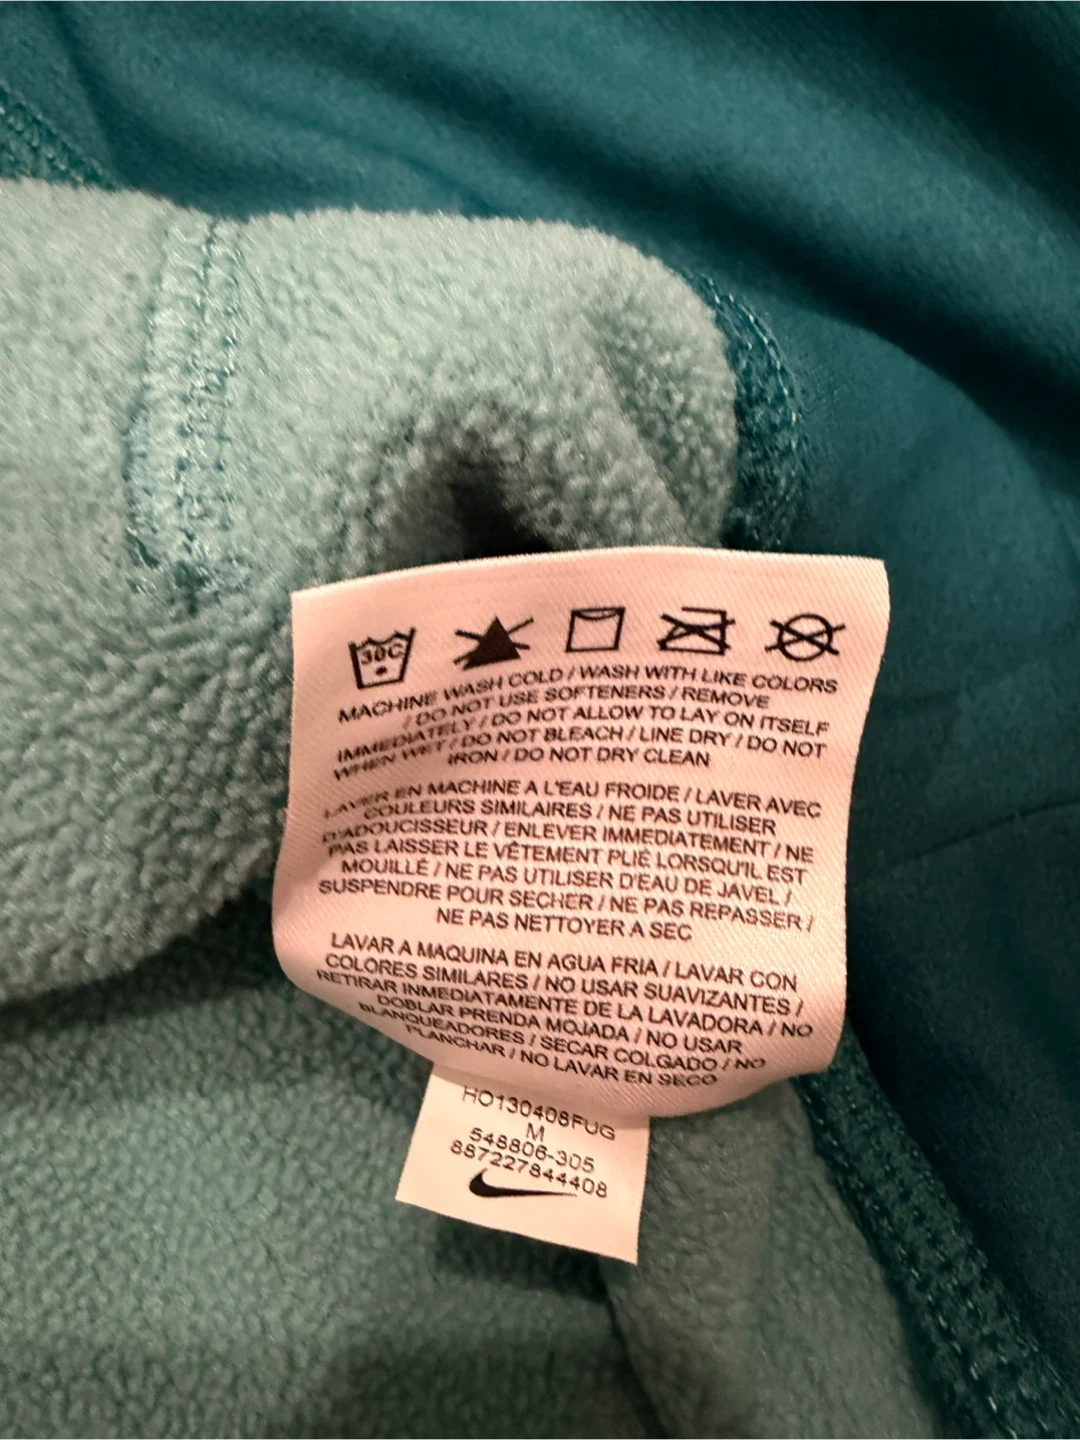 30C
MACHINE WASH COLD / WASH WITH LIKE COLORS
/ DO NOT USE SOFTENERS / REMOVE
IMMEDIATELY / DO NOT ALLOW TO LAY ON ITSELF
WHEN WET / DO NOT BLEACH / LINE DRY / DO NOT
IRON / DO NOT DRY CLEAN
LAVER EN MACHINE A L'EAU FROIDE / LAVER AVEC
COULEURS SIMILAIRES / NE PAS UTILISER
D'ADOUCISSEUR / ENLEVER IMMEDIATEMENT / NE
PAS LAISSER LE VÊTEMENT PLIÉ LORSQU'IL EST
MOUILLÉ / NE PAS UTILISER D'EAU DE JAVEL /
SUSPENDRE POUR SECHER / NE PAS REPASSER /
NE PAS NETTOYER A SEC
LAVAR A MAQUINA EN AGUA FRIA / LAVAR CON
COLORES SIMILARES / NO USAR SUAVIZANTES /
RETIRAR INMEDIATAMENTE DE LA LAVADORA / NO
DOBLAR PRENDA MOJADA / NO USAR
BLANQUEADORES / SECAR COLGADO / NO
PLANCHAR / NO LAVAR EN SECO
HO130408FUG
M
548806-305
887227844408